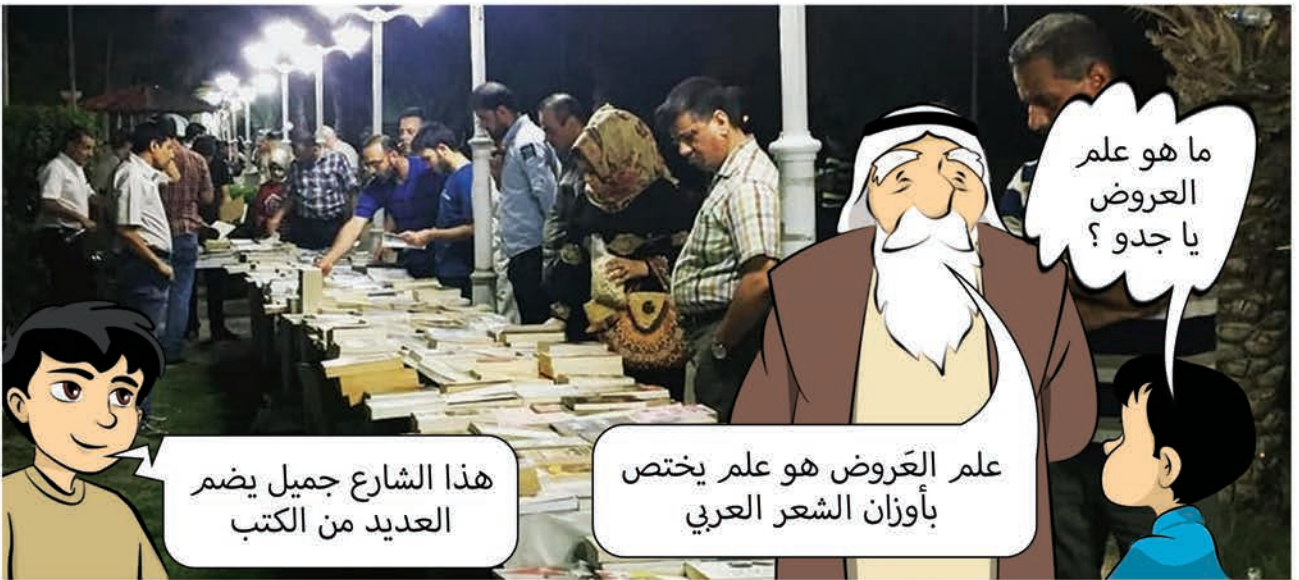 ما هو علم
العروض
يا جدو ؟
علم العَروض هو علم يختص
بأوزان الشعر العربي
هذا الشارع جميل يضم
العديد من الكتب